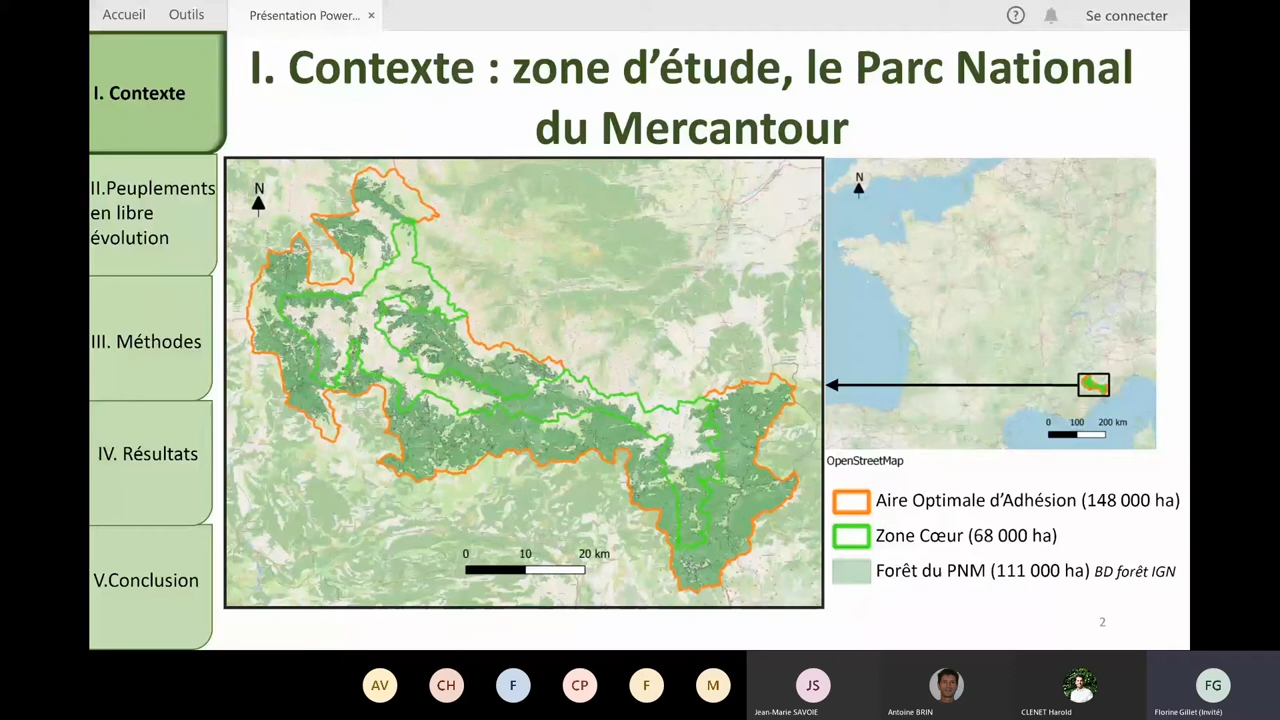 Accueil
Outils
Présentation Power...
×
?
Se connecter
I. Contexte
II.Peuplements
en libre
évolution
III. Méthodes
IV. Résultats
V.Conclusion
I. Contexte : zone d’étude, le Parc National
du Mercantour
N
0 10 20 km
N
0 100 200 km
OpenStreetMap
Aire Optimale d’Adhésion (148 000 ha)
Zone Cœur (68 000 ha)
Forêt du PNM (111 000 ha) BD forêt IGN
2
AV
CH
F
CP
F
M
JS
FG
Jean-Marie SAVOIE
Antoine BRIN
CLENET Harold
Florine Gillet (Invité)